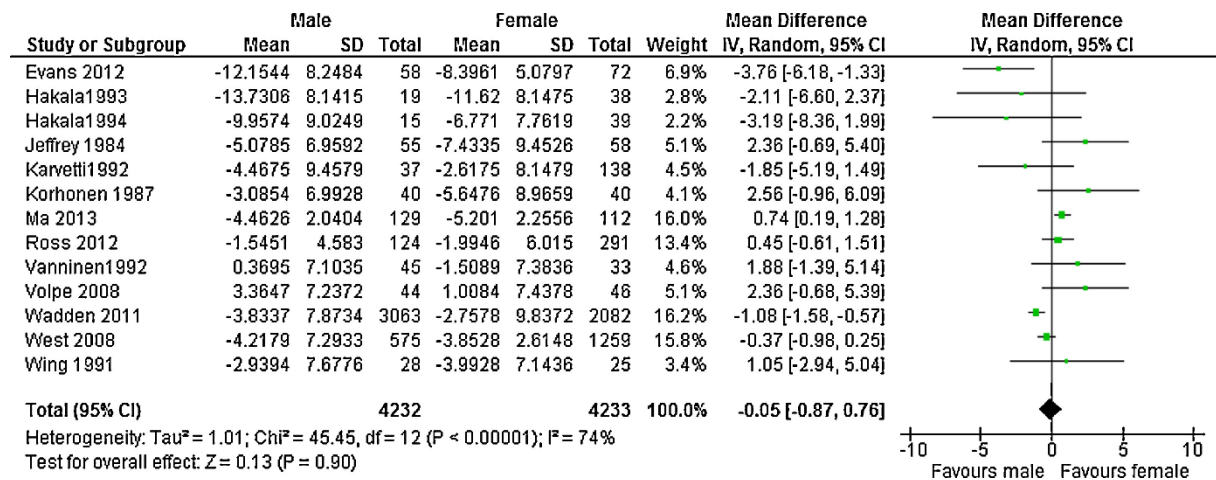 Male Female Mean Difference Mean Difference
Study or Subgroup Mean SD Total Mean SD Total Weight IV, Random, 95% CI IV, Random, 95% CI
Evans 2012 -12.1544 8.2484 58 -8.3961 5.0797 72 6.9% -3.76 [-6.18, -1.33]
Hakala1993 -13.7306 8.1415 19 -11.62 8.1475 38 2.8% -2.11 [-6.60, 2.37]
Hakala1994 -9.9574 9.0249 15 -6.771 7.7619 39 2.2% -3.19 [-8.36, 1.99]
Jeffrey 1984 -5.0785 6.9592 55 -7.4335 9.4526 58 5.1% 2.36 [-0.69, 5.40]
Karvetti1992 -4.4675 9.4579 37 -2.6175 8.1479 138 4.5% -1.85 [-5.19, 1.49]
Korhonen 1987 -3.0854 6.9928 40 -5.6476 8.9659 40 4.1% 2.56 [-0.96, 6.09]
Ma 2013 -4.4626 2.0404 129 -5.201 2.2556 112 16.0% 0.74 [0.19, 1.28]
Ross 2012 -1.5451 4.583 124 -1.9946 6.015 291 13.4% 0.45 [-0.61, 1.51]
Vanninen1992 0.3695 7.1035 45 -1.5089 7.3836 33 4.6% 1.88 [-1.39, 5.14]
Volpe 2008 3.3647 7.2372 44 1.0084 7.4378 46 5.1% 2.36 [-0.68, 5.39]
Wadden 2011 -3.8337 7.8734 3063 -2.7578 9.8372 2082 16.2% -1.08 [-1.58, -0.57]
West 2008 -4.2179 7.2933 575 -3.8528 2.6148 1259 15.8% -0.37 [-0.98, 0.25]
Wing 1991 -2.9394 7.6776 28 -3.9928 7.1436 25 3.4% 1.05 [-2.94, 5.04]
Total (95% CI) 4232 4233 100.0% -0.05 [-0.87, 0.76]
Heterogeneity: Tau² = 1.01; Chi² = 45.45, df = 12 (P < 0.00001); I² = 74%
Test for overall effect: Z = 0.13 (P = 0.90)
-10 -5 0 5 10
Favours male Favours female